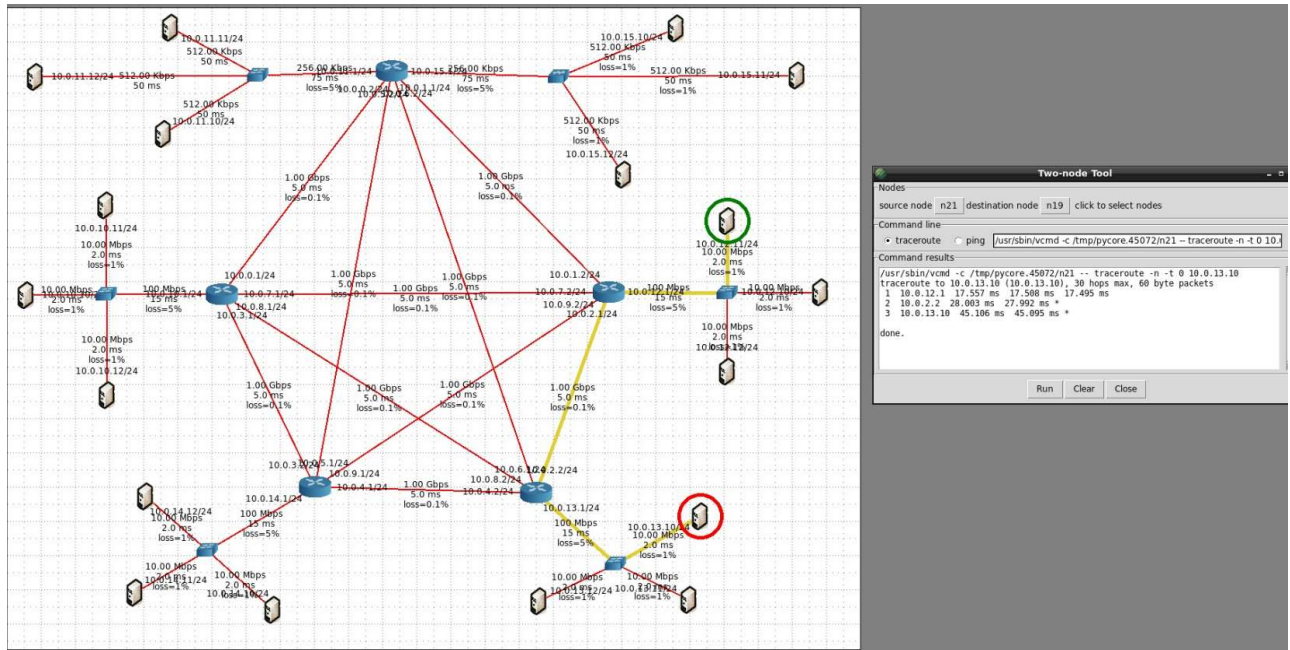 10.0.15.10/24
10.0.11.11/24
512.00 Kbps
50 ms
loss=1%
512.00 Kbps
50 ms
10.0.11.12/24 512.00 Kbps
50 ms
256.00 Kbps
75 ms
loss=5%
256.00 Kbps
75 ms
loss=5%
512.00 Kbps
50 ms
loss=1%
10.0.15.11/24
512.00 Kbps
50 ms
10.0.11.10/24
512.00 Kbps
50 ms
loss=1%
10.0.15.12/24
1.00 Gbps
5.0 ms
loss=0.1%
1.00 Gbps
5.0 ms
loss=0.1%
10.0.10.11/24
10.00 Mbps
2.0 ms
loss=1%
10.0.12.11/24
10.00 Mbps
2.0 ms
loss=1%
10.0.0.1/24
10.0.1.2/24
1.00 Gbps
5.0 ms
loss=0.1%
1.00 Gbps
5.0 ms
loss=0.1%
1.00 Gbps
5.0 ms
loss=0.1%
10.00 Mbps
2.0 ms
loss=1%
100 Mbps
15 ms
loss=5%
10.0.7.1/24
10.0.8.1/24
10.0.3.1/24
10.0.7.2/24
10.0.9.2/24
10.0.2.1/24
100 Mbps
15 ms
loss=5%
10.00 Mbps
2.0 ms
loss=1%
10.00 Mbps
2.0 ms
loss=1%
10.0.10.12/24
10.00 Mbps
2.0 ms
1.00 Gbps
5.0 ms
loss=0.1%
1.00 Gbps
5.0 ms
loss=0.1%
1.00 Gbps
5.0 ms
loss=0.1%
1.00 Gbps
5.0 ms
loss=0.1%
10.0.9.1/24
10.0.4.1/24
1.00 Gbps
5.0 ms
loss=0.1%
10.0.8.2/24
10.0.4.2/24
10.0.14.1/24
100 Mbps
15 ms
loss=5%
10.0.13.1/24
100 Mbps
15 ms
loss=5%
10.0.14.12/24
10.00 Mbps
2.0 ms
loss=1%
10.0.13.10/24
10.00 Mbps
2.0 ms
loss=1%
10.00 Mbps
loss=1%
10.00 Mbps
2.0 ms
10.00 Mbps
loss=1%
10.00 Mbps
loss=1%
Two-node Tool
Nodes
source node n21 destination node n19 click to select nodes
Command line
traceroute ping /usr/sbin/vcmd -c /tmp/pycore.45072/n21 -- traceroute -n -t 0 10.
Command results
/usr/sbin/vcmd -c /tmp/pycore.45072/n21 -- traceroute -n -t 0 10.0.13.10
traceroute to 10.0.13.10 (10.0.13.10), 30 hops max, 60 byte packets
1 10.0.12.1 17.557 ms 17.508 ms 17.495 ms
2 10.0.2.2 28.003 ms 27.992 ms *
3 10.0.13.10 45.106 ms 45.095 ms *
done.
Run Clear Close